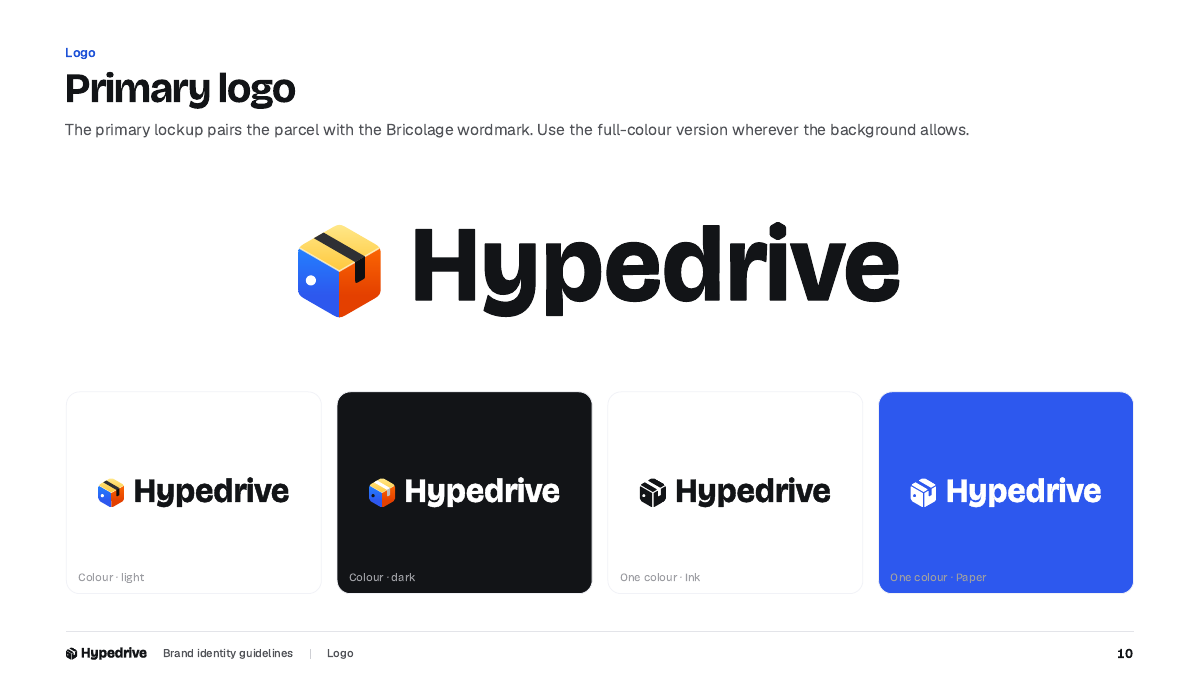 Logo
Primary logo
The primary lockup pairs the parcel with the Bricolage wordmark. Use the full-colour version wherever the background allows.
Hypedrive
Hypedrive
Colour · light
Hypedrive
Colour · dark
Hypedrive
One colour · Ink
Hypedrive
One colour · Paper
Hypedrive
Brand identity guidelines
Logo
10